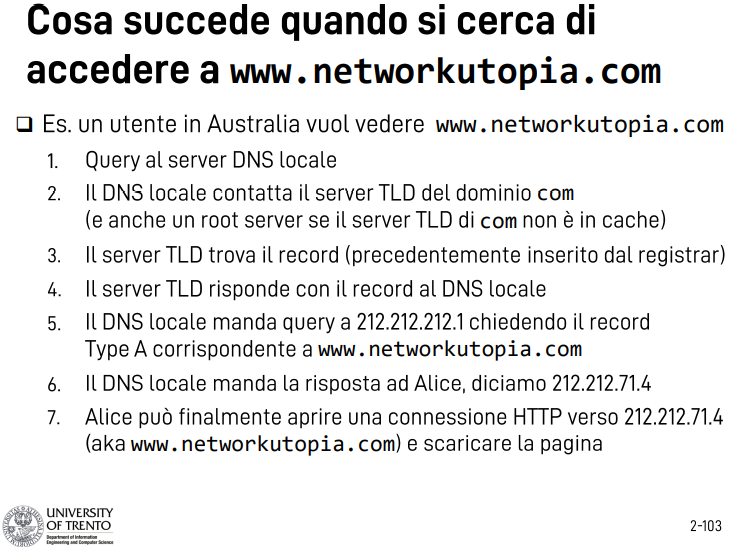 Cosa succede quando si cerca di
accedere a www.networkutopia.com
Es. un utente in Australia vuol vedere www.networkutopia.com
1. Query al server DNS locale
2. Il DNS locale contatta il server TLD del dominio com
(e anche un root server se il server TLD di com non è in cache)
3. Il server TLD trova il record (precedentemente inserito dal registrar)
4. Il server TLD risponde con il record al DNS locale
5. Il DNS locale manda query a 212.212.212.1 chiedendo il record
Type A corrispondente a www.networkutopia.com
6. Il DNS locale manda la risposta ad Alice, diciamo 212.212.71.4
7. Alice può finalmente aprire una connessione HTTP verso 212.212.71.4
(aka www.networkutopia.com) e scaricare la pagina
UNIVERSITY
OF TRENTO
Department of Information
Engineering and Computer Science
2-103